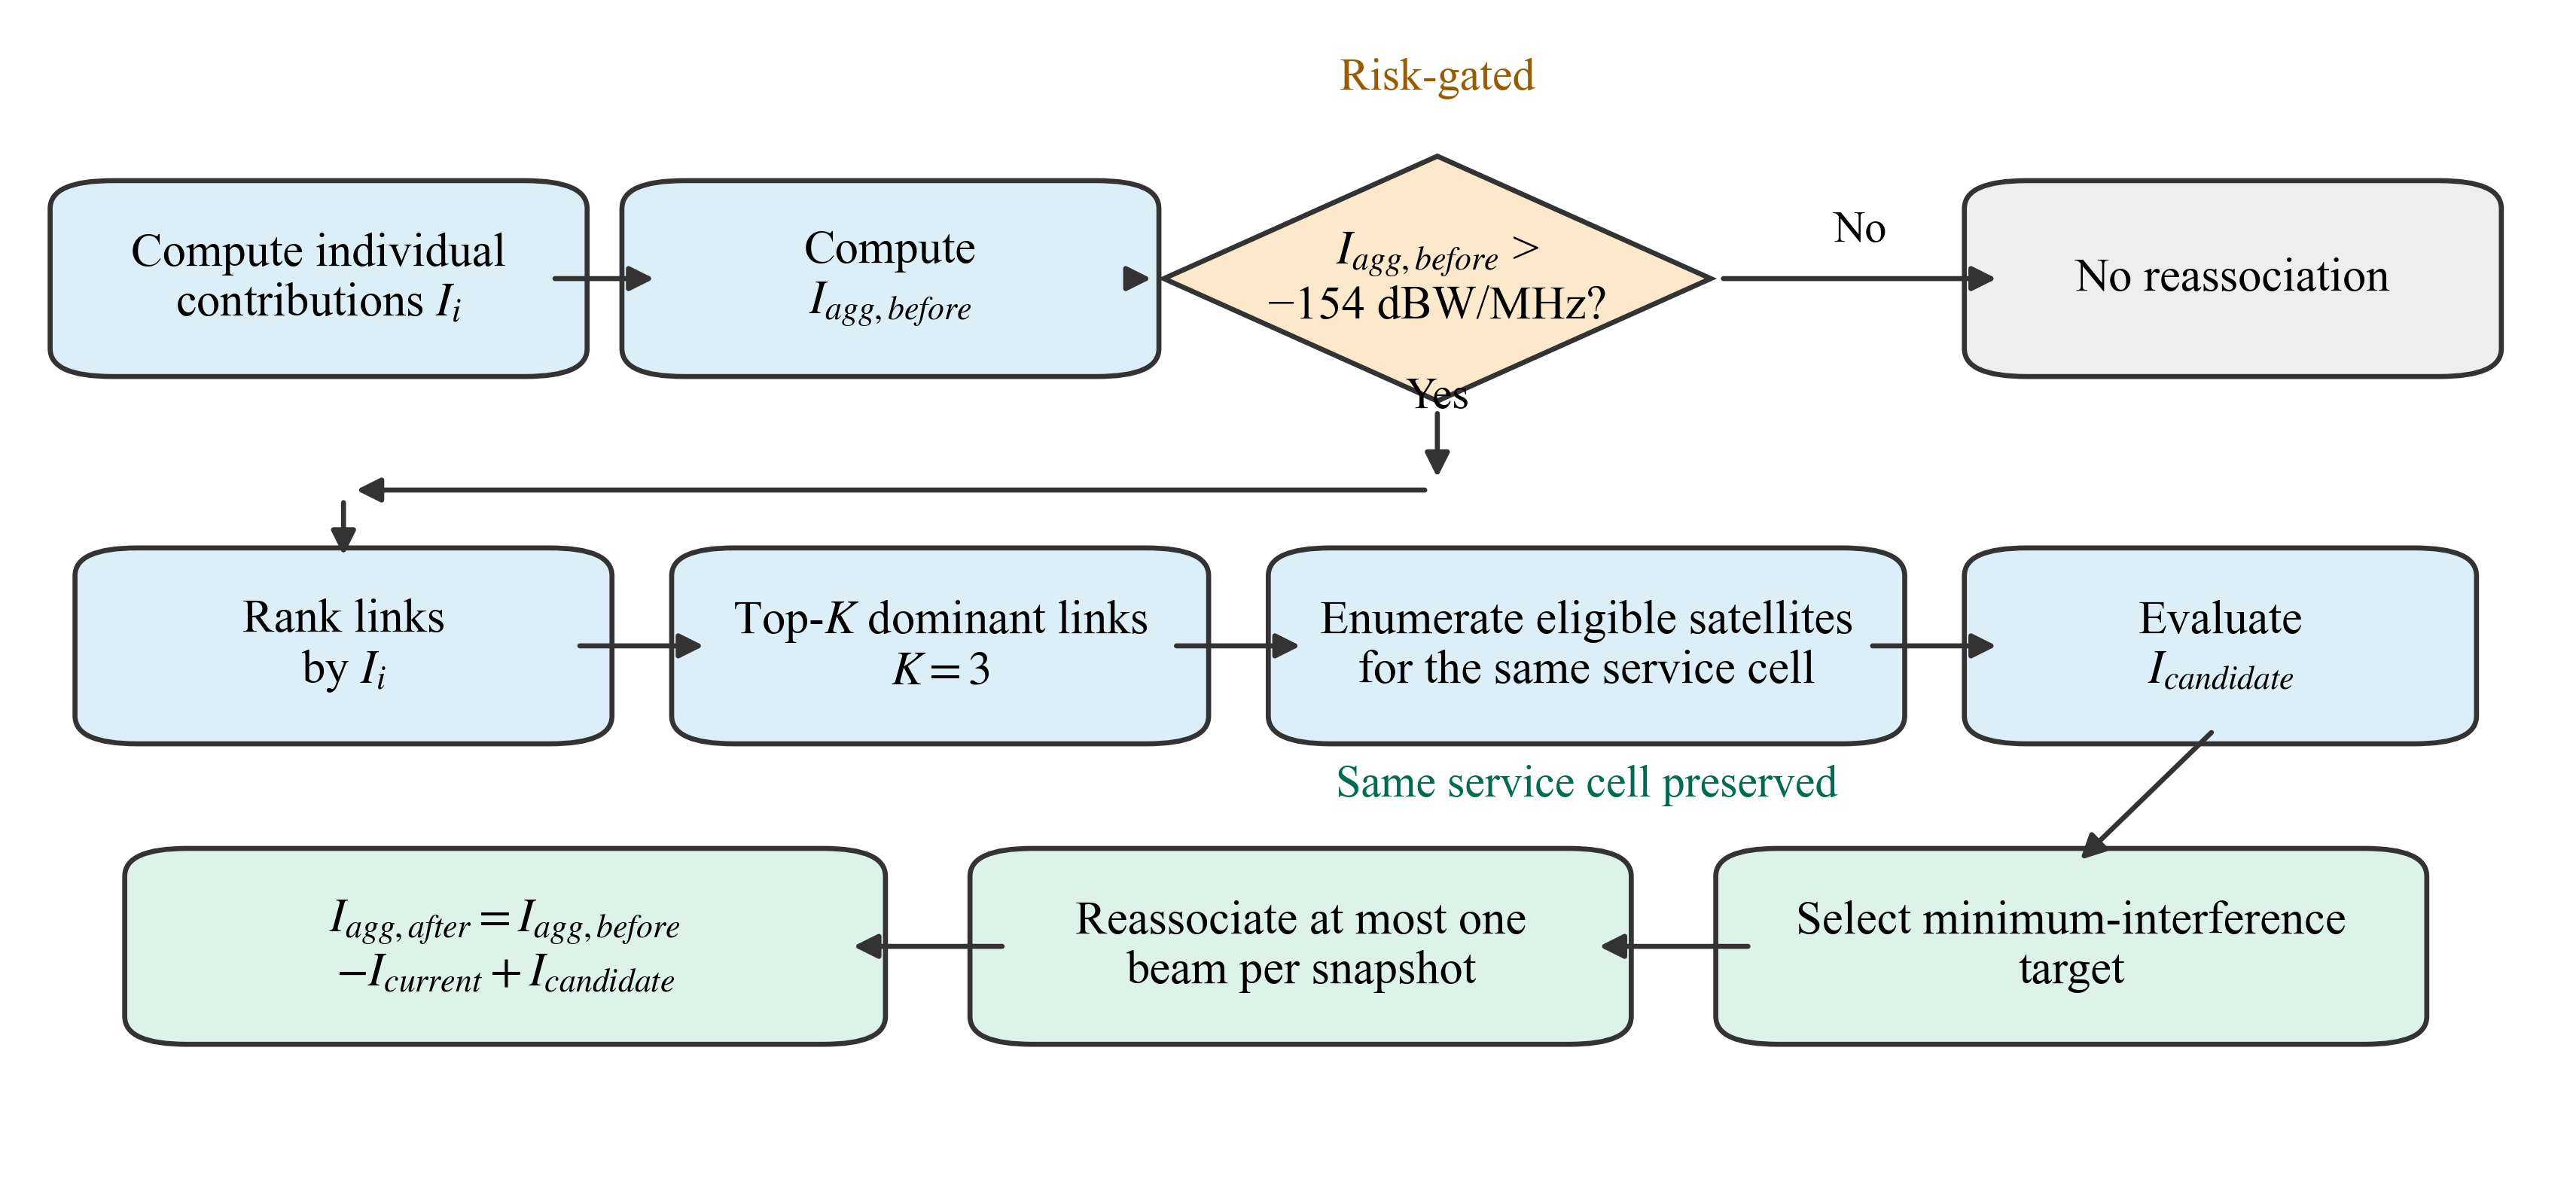 Risk-gated
Compute individual
contributions I_i
Compute
I_agg,before
I_agg,before >
−154 dBW/MHz?
No
No reassociation
Yes
Rank links
by I_i
Top-K dominant links
K = 3
Enumerate eligible satellites
for the same service cell
Evaluate
I_candidate
Same service cell preserved
I_agg,after = I_agg,before
−I_current + I_candidate
Reassociate at most one
beam per snapshot
Select minimum-interference
target